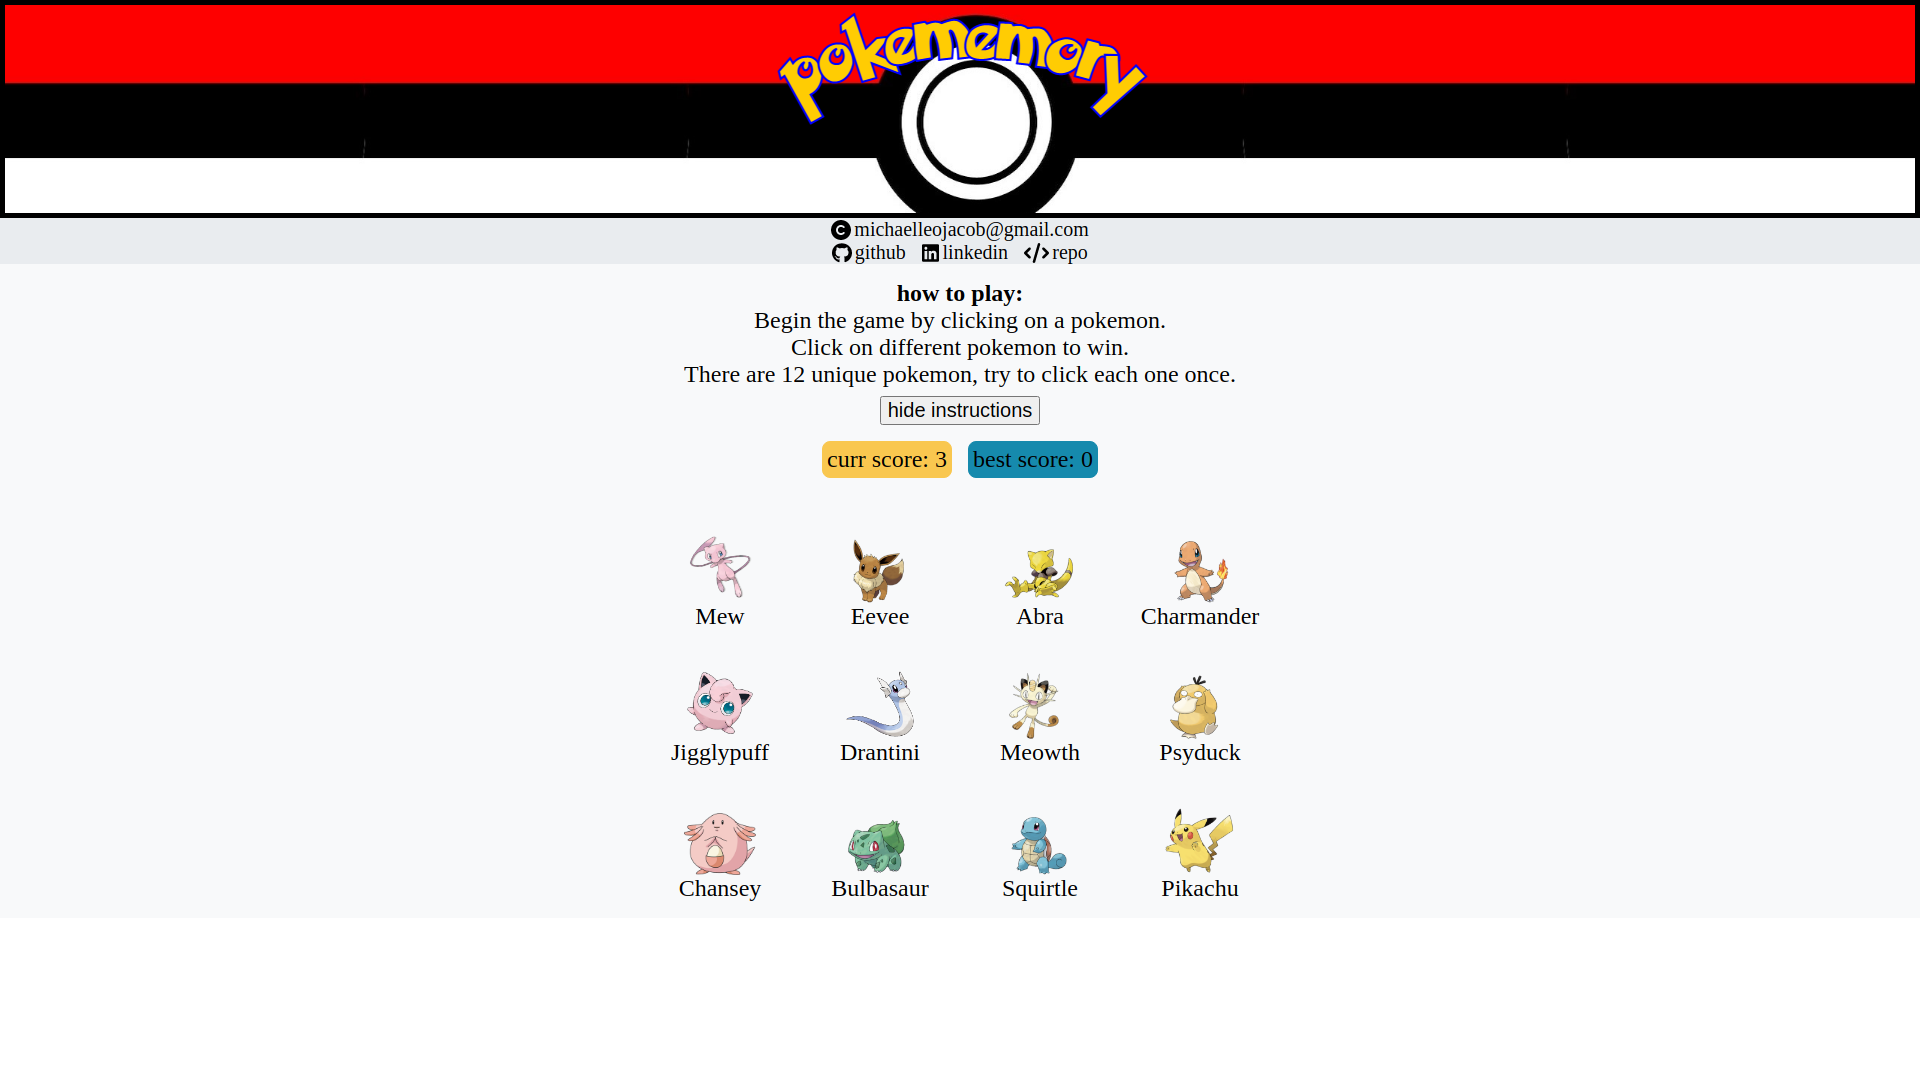 pokememory
michaelleojacob@gmail.com
github linkedin repo
how to play:
Begin the game by clicking on a pokemon.
Click on different pokemon to win.
There are 12 unique pokemon, try to click each one once.
hide instructions
curr score: 3 best score: 0
Mew Eevee Abra Charmander
Jigglypuff Drantini Meowth Psyduck
Chansey Bulbasaur Squirtle Pikachu